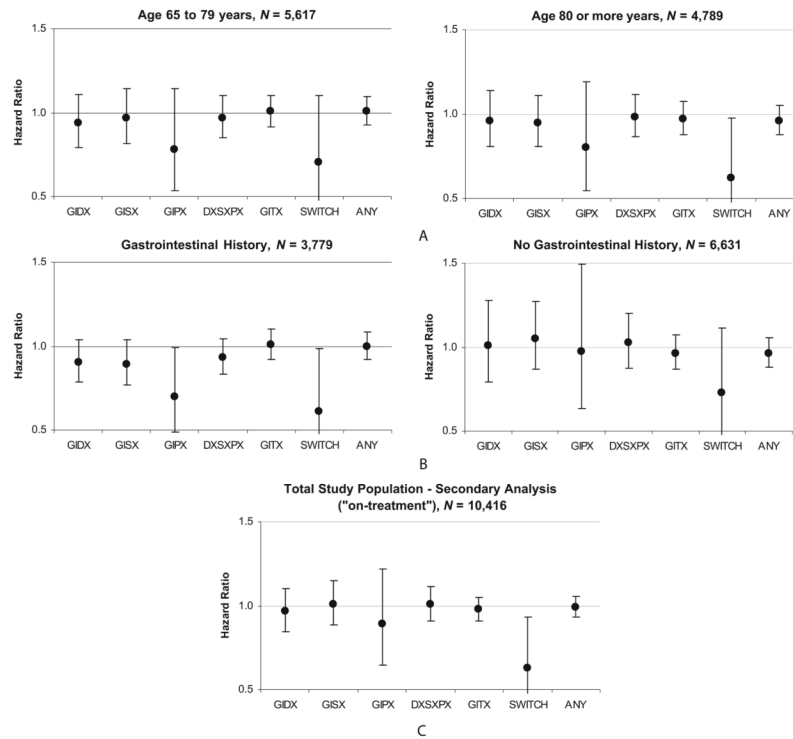 Age 65 to 79 years, N = 5,617
Hazard Ratio
1.5
1.0
0.5
GIDX GISX GIPX DXSXPX GITX SWITCH ANY
Age 80 or more years, N = 4,789
Hazard Ratio
1.5
1.0
0.5
GIDX GISX GIPX DXSXPX GITX SWITCH ANY
A
Gastrointestinal History, N = 3,779
Hazard Ratio
1.5
1.0
0.5
GIDX GISX GIPX DXSXPX GITX SWITCH ANY
No Gastrointestinal History, N = 6,631
Hazard Ratio
1.5
1.0
0.5
GIDX GISX GIPX DXSXPX GITX SWITCH ANY
B
Total Study Population - Secondary Analysis
("on-treatment"), N = 10,416
Hazard Ratio
1.5
1.0
0.5
GIDX GISX GIPX DXSXPX GITX SWITCH ANY
C